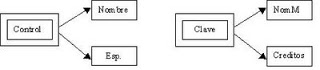 Nombre
NomM
Control
Clave
Esp.
Creditos